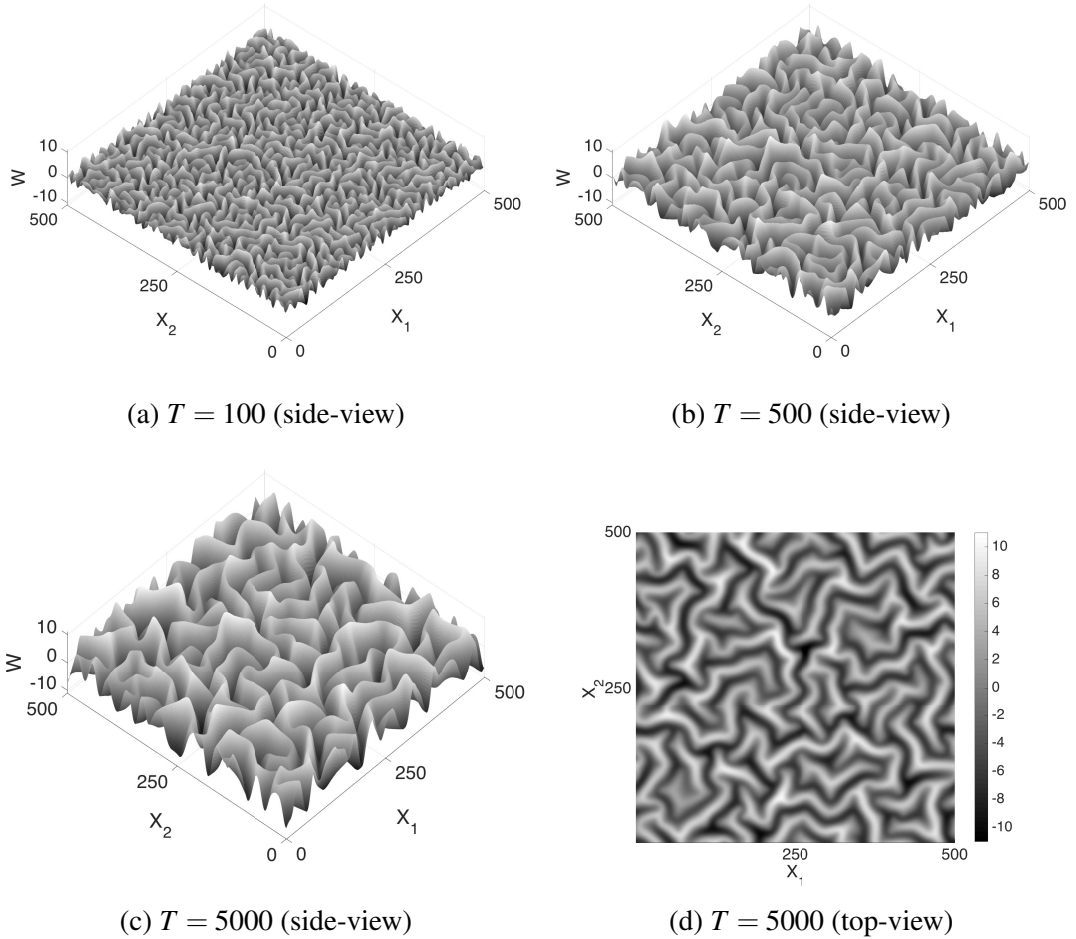 10
0
-10
W
500
250
0
X2
0
250
500
X1
(a) T = 100 (side-view)
10
0
-10
W
500
250
0
X2
0
250
500
X1
(b) T = 500 (side-view)
10
0
-10
W
500
250
0
X2
0
250
500
X1
(c) T = 5000 (side-view)
500
250
X2
250
500
X1
10
8
6
4
2
0
-2
-4
-6
-8
-10
(d) T = 5000 (top-view)